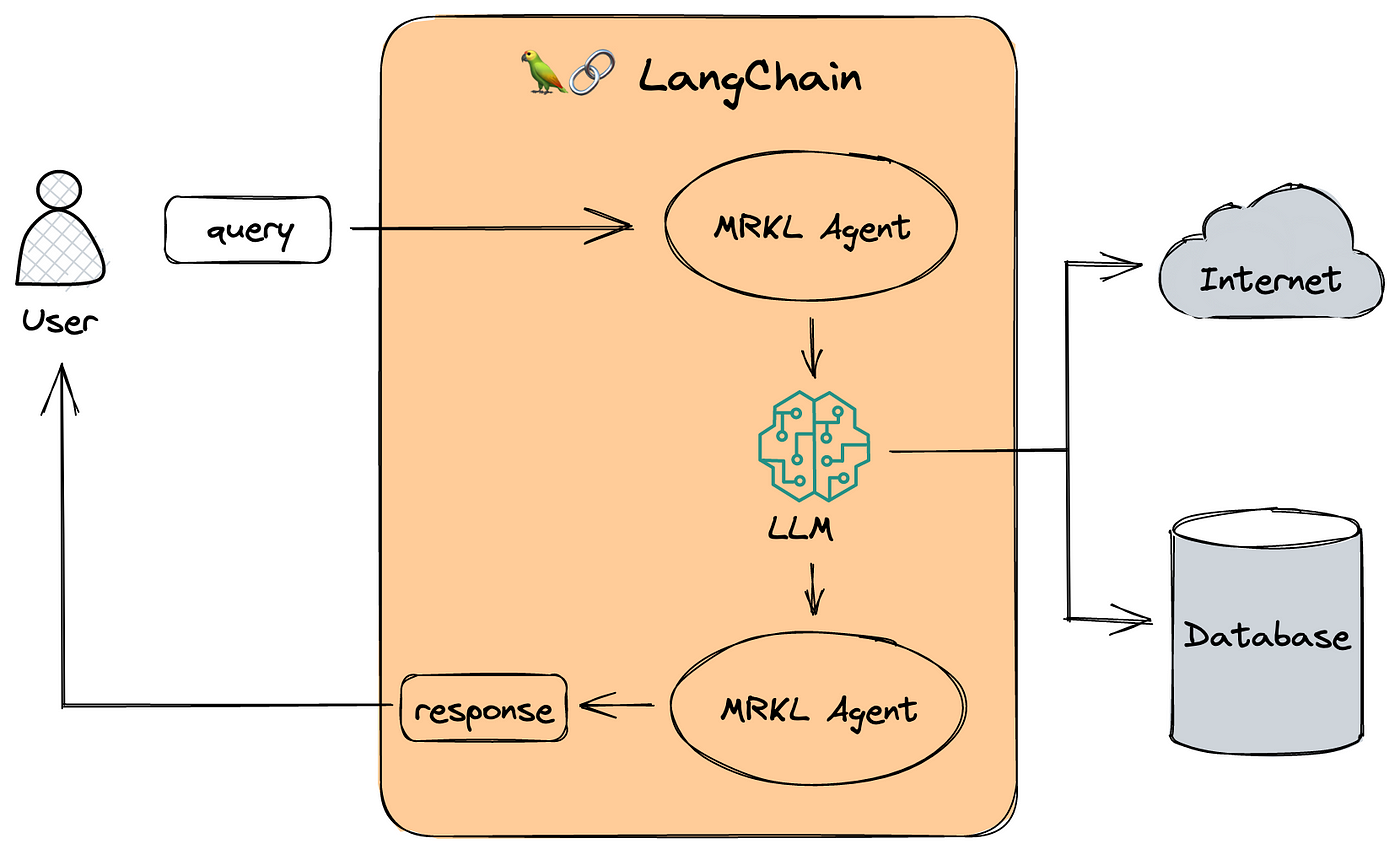 LangChain
User
query
MRKL Agent
Internet
LLM
Database
MRKL Agent
response